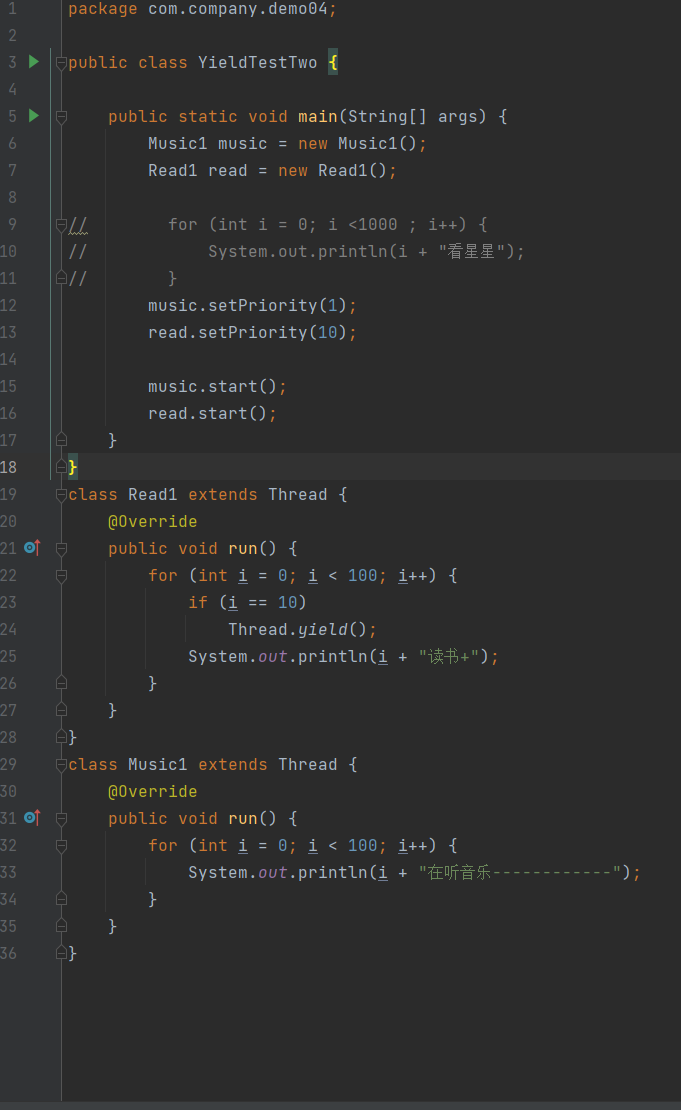 1 package com.company.demo04;
2
3 public class YieldTestTwo {
4
5     public static void main(String[] args) {
6         Music1 music = new Music1();
7         Read1 read = new Read1();
8
9 //        for (int i = 0; i <1000 ; i++) {
10 //            System.out.println(i + "看星星");
11 //        }
12         music.setPriority(1);
13         read.setPriority(10);
14
15         music.start();
16         read.start();
17     }
18 }
19 class Read1 extends Thread {
20     @Override
21     public void run() {
22         for (int i = 0; i < 100; i++) {
23             if (i == 10)
24                 Thread.yield();
25             System.out.println(i + "读书+");
26         }
27     }
28 }
29 class Music1 extends Thread {
30     @Override
31     public void run() {
32         for (int i = 0; i < 100; i++) {
33             System.out.println(i + "在听音乐------------");
34         }
35     }
36 }